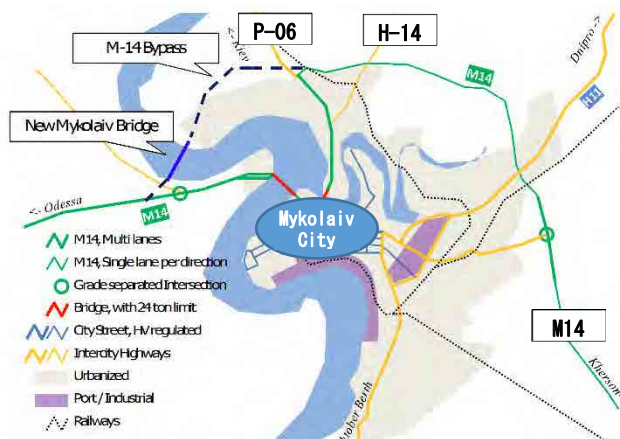 P-06
H-14
M-14 Bypass
<- Kiev
Dnipro ->
M14
H11
New Mykolaiv Bridge
<- Odessa
M14
Mykolaiv
City
M14, Multi lanes
M14, Single lane per direction
Grade separated Intersection
Bridge, with 24 ton limit
City Street, HV regulated
Intercity Highways
Urbanized
Port / Industrial
Railways
M14
Kherson
Berth